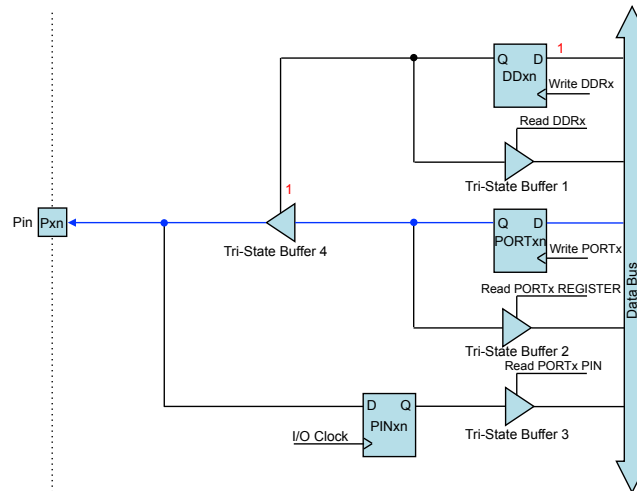 1
Q D
DDxn
Write DDRx
Read DDRx
Tri-State Buffer 1
1
Pin Pxn
Tri-State Buffer 4
Q D
PORTxn
Write PORTx
Read PORTx REGISTER
Tri-State Buffer 2
Read PORTx PIN
D Q
PINxn
I/O Clock
Tri-State Buffer 3
Data Bus